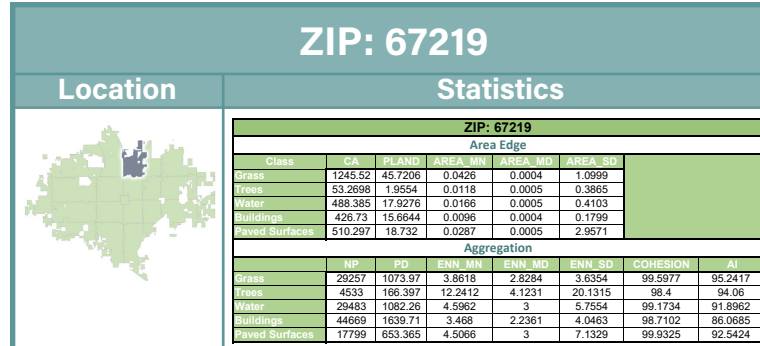 ZIP: 67219
Location Statistics
ZIP: 67219
Area Edge
Class CA PLAND AREA_MN AREA_MD AREA_SD
Grass 1245.52 45.7206 0.0426 0.0004 1.0999
Trees 53.2698 1.9554 0.0118 0.0005 0.3865
Water 488.385 17.9276 0.0166 0.0005 0.4103
Buildings 426.73 15.6644 0.0096 0.0004 0.1799
Paved Surfaces 510.297 18.732 0.0287 0.0005 2.9571
Aggregation
NP PD ENN_MN ENN_MD ENN_SD COHESION AI
Grass 29257 1073.97 3.8618 2.8284 3.6354 99.5977 95.2417
Trees 4533 166.397 12.2412 4.1231 20.1315 98.4 94.06
Water 29483 1082.26 4.5962 3 5.7554 99.1734 91.8962
Buildings 44669 1639.71 3.468 2.2361 4.0463 98.7102 86.0685
Paved Surfaces 17799 653.365 4.5066 3 7.1329 99.9325 92.5424